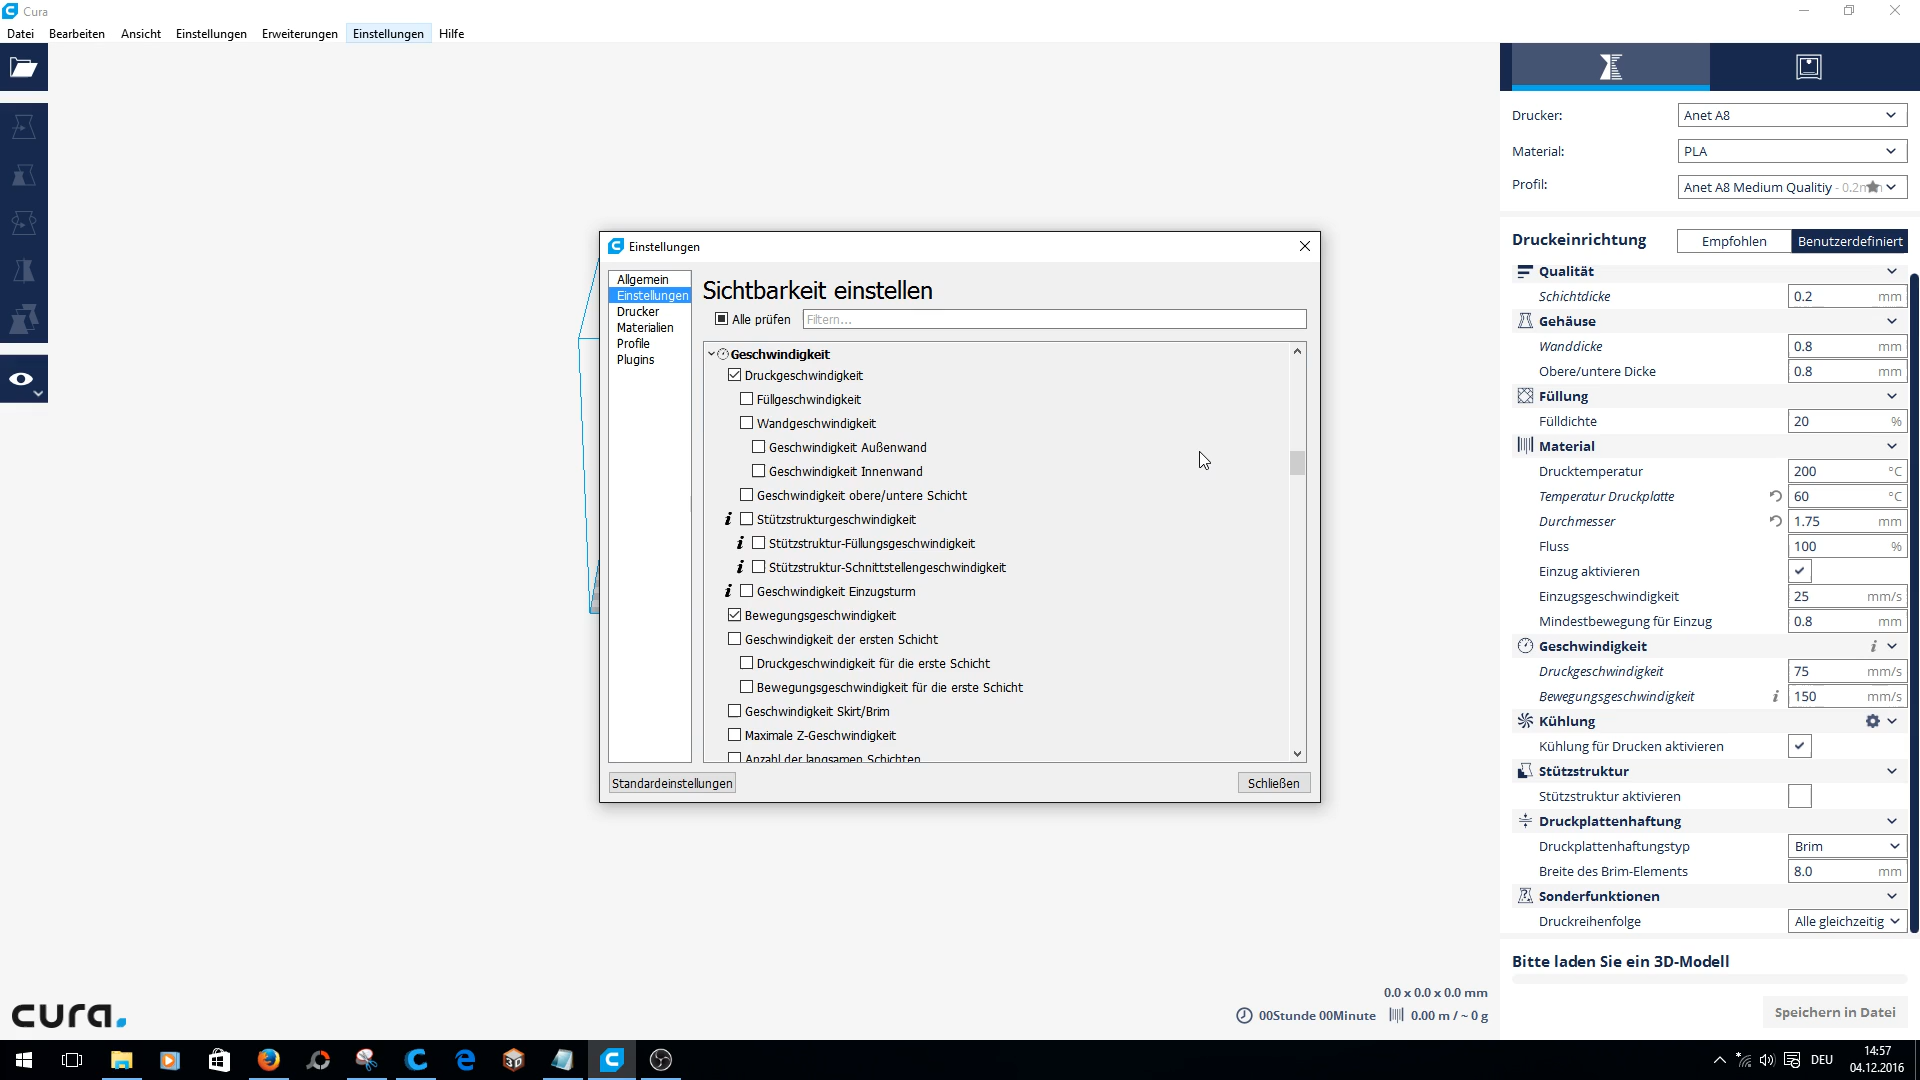 Cura
Datei Bearbeiten Ansicht Einstellungen Erweiterungen Einstellungen Hilfe
Drucker: Anet A8
Material: PLA
Profil: Anet A8 Medium Qualitiy - 0.2mm
Druckeinrichtung Empfohlen Benutzerdefiniert
Qualität
Schichtdicke 0.2 mm
Gehäuse
Wanddicke 0.8 mm
Obere/untere Dicke 0.8 mm
Füllung
Fülldichte 20 %
Material
Drucktemperatur 200 °C
Temperatur Druckplatte 60 °C
Durchmesser 1.75 mm
Fluss 100 %
Einzug aktivieren
Einzugsgeschwindigkeit 25 mm/s
Mindestbewegung für Einzug 0.8 mm
Geschwindigkeit i
Druckgeschwindigkeit 75 mm/s
Bewegungsgeschwindigkeit i 150 mm/s
Kühlung
Kühlung für Drucken aktivieren
Stützstruktur
Stützstruktur aktivieren
Druckplattenhaftung
Druckplattenhaftungstyp Brim
Breite des Brim-Elements 8.0 mm
Sonderfunktionen
Druckreihenfolge Alle gleichzeitig
Bitte laden Sie ein 3D-Modell
Speichern in Datei
Einstellungen
Allgemein
Einstellungen
Drucker
Materialien
Profile
Plugins
Sichtbarkeit einstellen
Alle prüfen Filtern...
Geschwindigkeit
Druckgeschwindigkeit
Füllgeschwindigkeit
Wandgeschwindigkeit
Geschwindigkeit Außenwand
Geschwindigkeit Innenwand
Geschwindigkeit obere/untere Schicht
i Stützstrukturgeschwindigkeit
i Stützstruktur-Füllungsgeschwindigkeit
i Stützstruktur-Schnittstellengeschwindigkeit
i Geschwindigkeit Einzugsturm
Bewegungsgeschwindigkeit
Geschwindigkeit der ersten Schicht
Druckgeschwindigkeit für die erste Schicht
Bewegungsgeschwindigkeit für die erste Schicht
Geschwindigkeit Skirt/Brim
Maximale Z-Geschwindigkeit
Anzahl der langsamen Schichten
Standardeinstellungen Schließen
0.0 x 0.0 x 0.0 mm
00Stunde 00Minute 0.00 m / ~ 0 g
cura.
DEU 14:57
04.12.2016